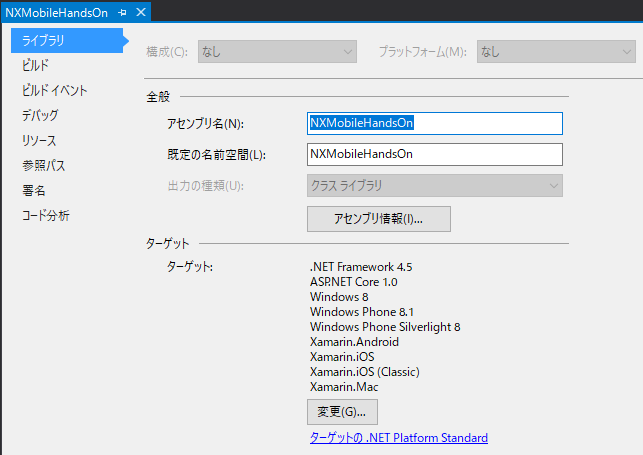 NXMobileHandsOn
ライブラリ
ビルド
ビルド イベント
デバッグ
リソース
参照パス
署名
コード分析
構成(C): なし プラットフォーム(M): なし
全般
アセンブリ名(N): NXMobileHandsOn
既定の名前空間(L): NXMobileHandsOn
出力の種類(U): クラス ライブラリ
アセンブリ情報(I)...
ターゲット
ターゲット: .NET Framework 4.5
ASP.NET Core 1.0
Windows 8
Windows Phone 8.1
Windows Phone Silverlight 8
Xamarin.Android
Xamarin.iOS
Xamarin.iOS (Classic)
Xamarin.Mac
変更(G)...
ターゲットの .NET Platform Standard